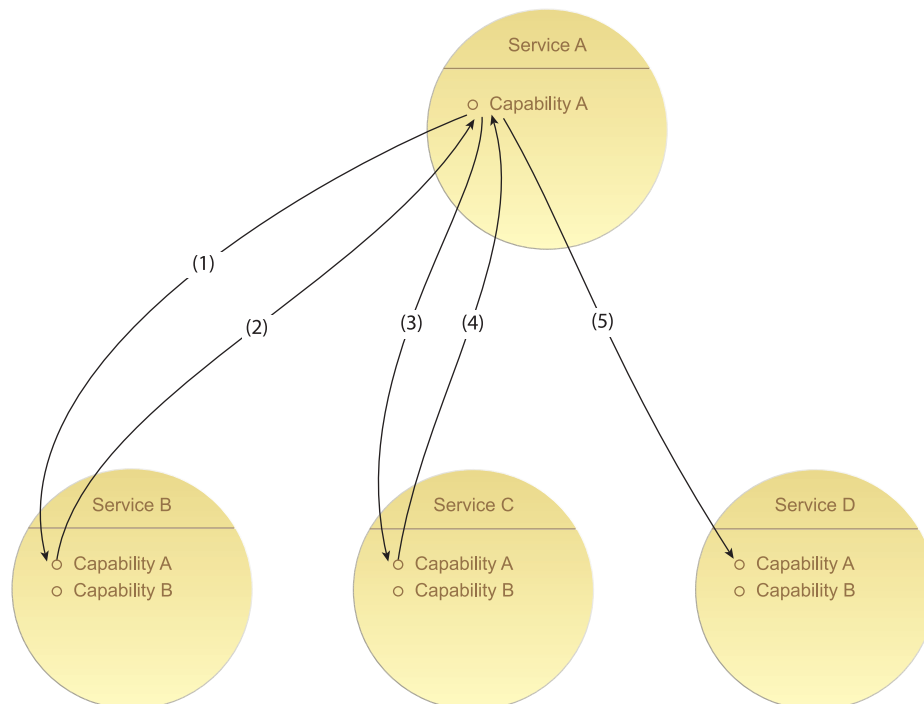 Service A
Capability A
(1)
(2)
(3)
(4)
(5)
Service B
Capability A
Capability B
Service C
Capability A
Capability B
Service D
Capability A
Capability B